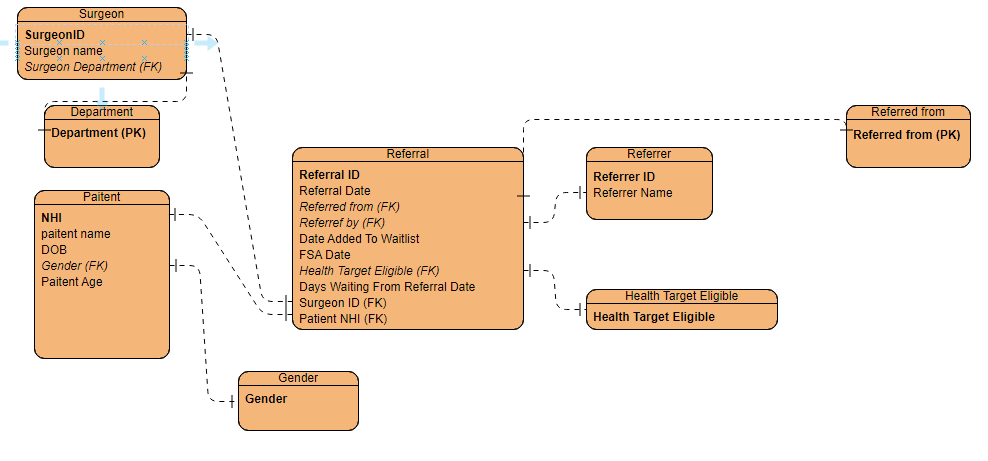 Surgeon
SurgeonID
Surgeon name
Surgeon Department (FK)
Department
Department (PK)
Paitent
NHI
paitent name
DOB
Gender (FK)
Paitent Age
Referral
Referral ID
Referral Date
Referred from (FK)
Referref by (FK)
Date Added To Waitlist
FSA Date
Health Target Eligible (FK)
Days Waiting From Referral Date
Surgeon ID (FK)
Patient NHI (FK)
Referrer
Referrer ID
Referrer Name
Referred from
Referred from (PK)
Health Target Eligible
Health Target Eligible
Gender
Gender